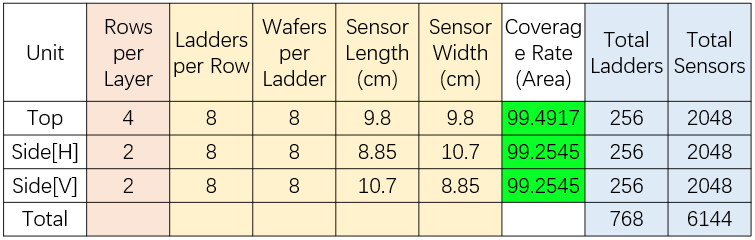 Unit Rows per Layer Ladders per Row Wafers per Ladder Sensor Length (cm) Sensor Width (cm) Coverag e Rate (Area) Total Ladders Total Sensors
Top 4 8 8 9.8 9.8 99.4917 256 2048
Side[H] 2 8 8 8.85 10.7 99.2545 256 2048
Side[V] 2 8 8 10.7 8.85 99.2545 256 2048
Total 768 6144